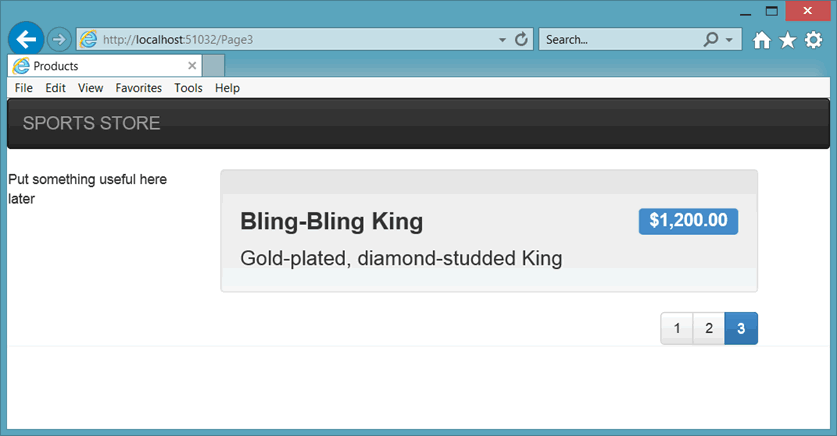 http://localhost:51032/Page3
Search...
Products
File Edit View Favorites Tools Help
SPORTS STORE
Put something useful here
later
Bling-Bling King
$1,200.00
Gold-plated, diamond-studded King
1 2 3